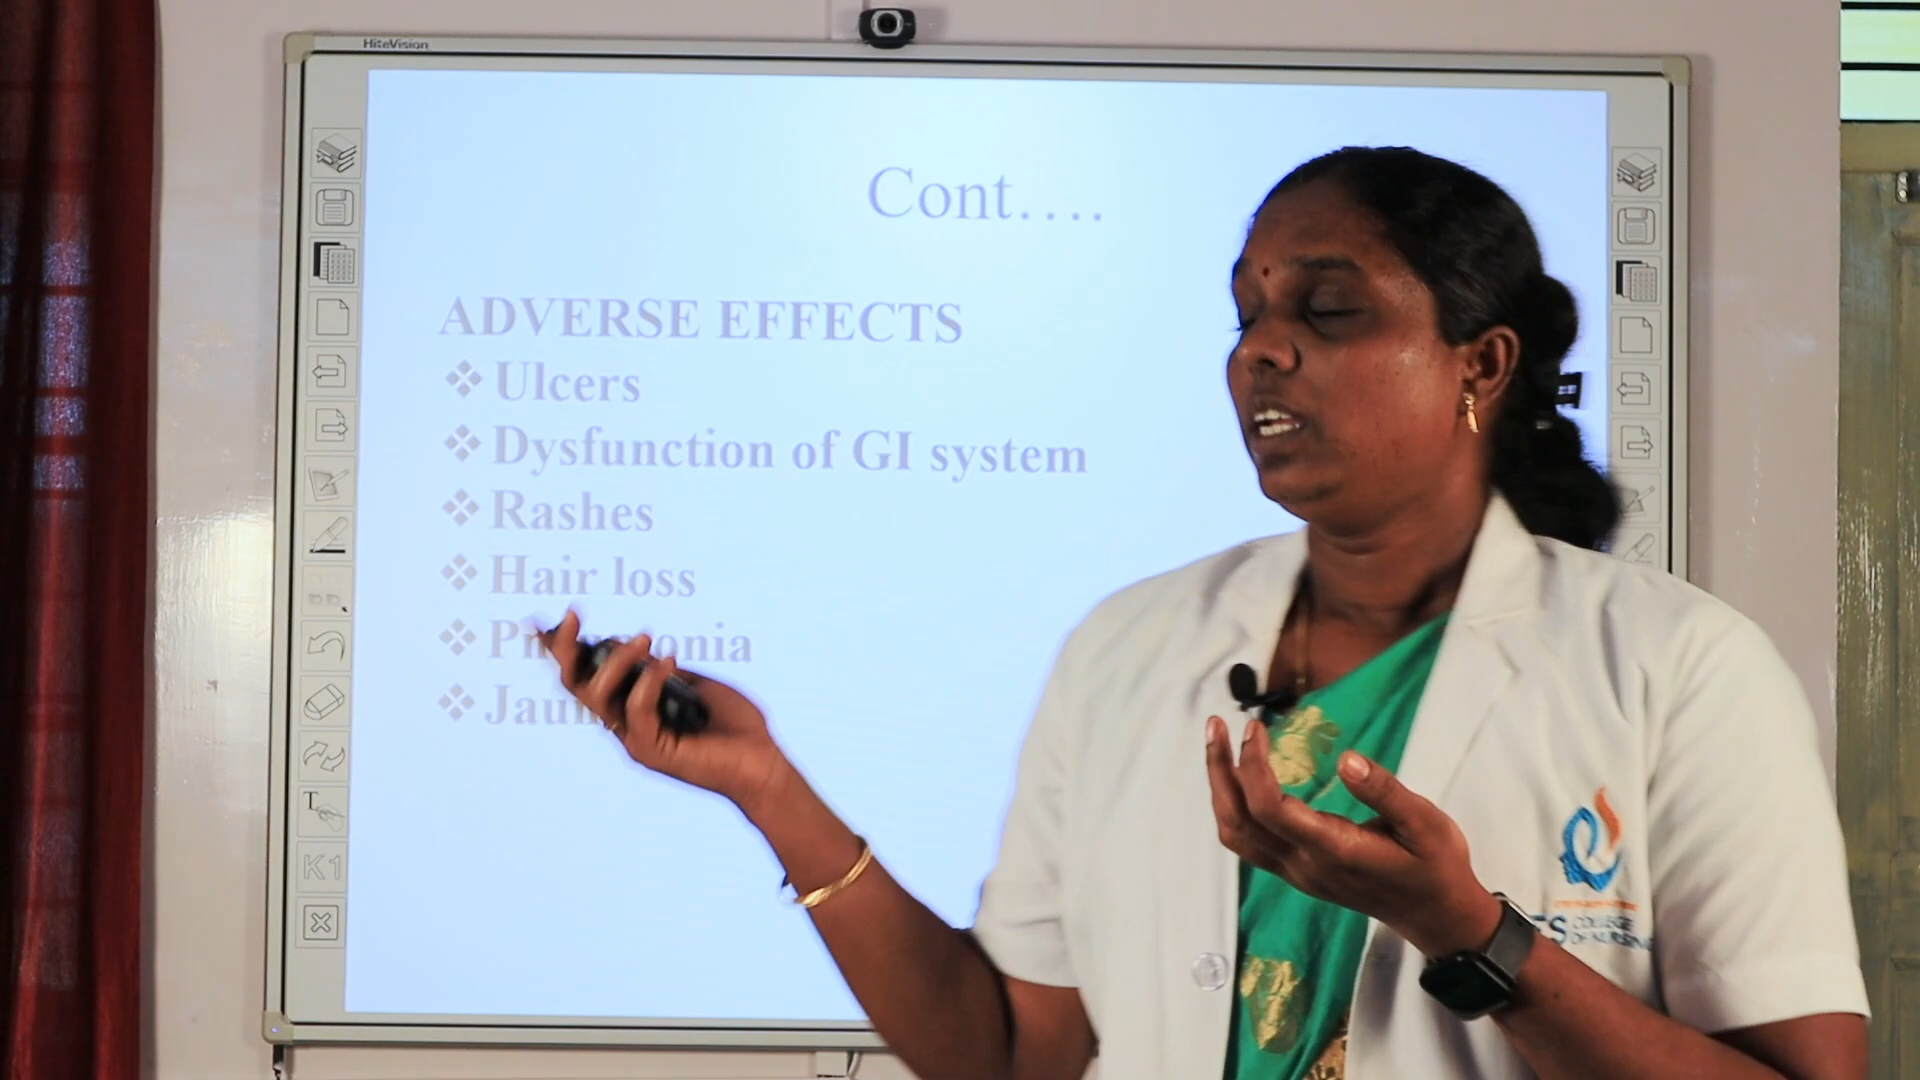 HiteVision
Cont....
ADVERSE EFFECTS
❖ Ulcers
❖ Dysfunction of GI system
❖ Rashes
❖ Hair loss
❖
❖
T
K1
COLLEGE
OF NURSING